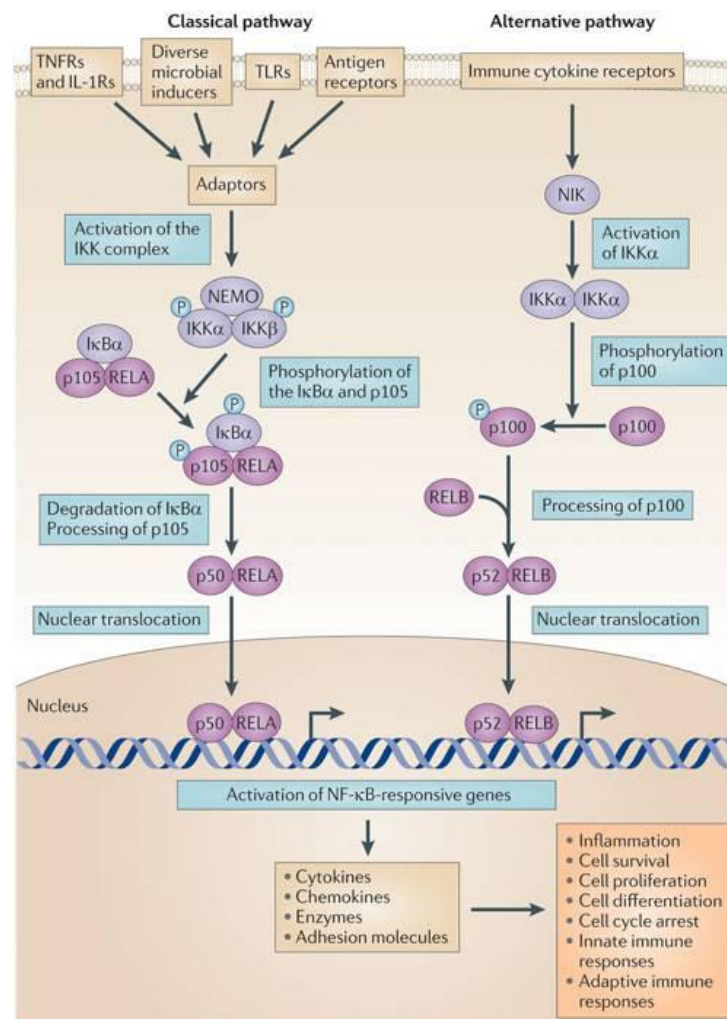 Classical pathway
Alternative pathway
TNFRs
and IL-1Rs
Diverse
microbial
inducers
TLRs
Antigen
receptors
Immune cytokine receptors
Adaptors
NIK
Activation of the
IKK complex
Activation
of IKKα
NEMO
P
P
IKKα
IKKβ
IKKα
IKKα
IκBα
p105
RELA
Phosphorylation of
the IκBα and p105
Phosphorylation
of p100
P
IκBα
P
p105
RELA
P
p100
p100
Degradation of IκBα
Processing of p105
RELB
Processing of p100
p50
RELA
p52
RELB
Nuclear translocation
Nuclear translocation
Nucleus
p50
RELA
p52
RELB
Activation of NF-κB-responsive genes
• Cytokines
• Chemokines
• Enzymes
• Adhesion molecules
• Inflammation
• Cell survival
• Cell proliferation
• Cell differentiation
• Cell cycle arrest
• Innate immune
responses
• Adaptive immune
responses